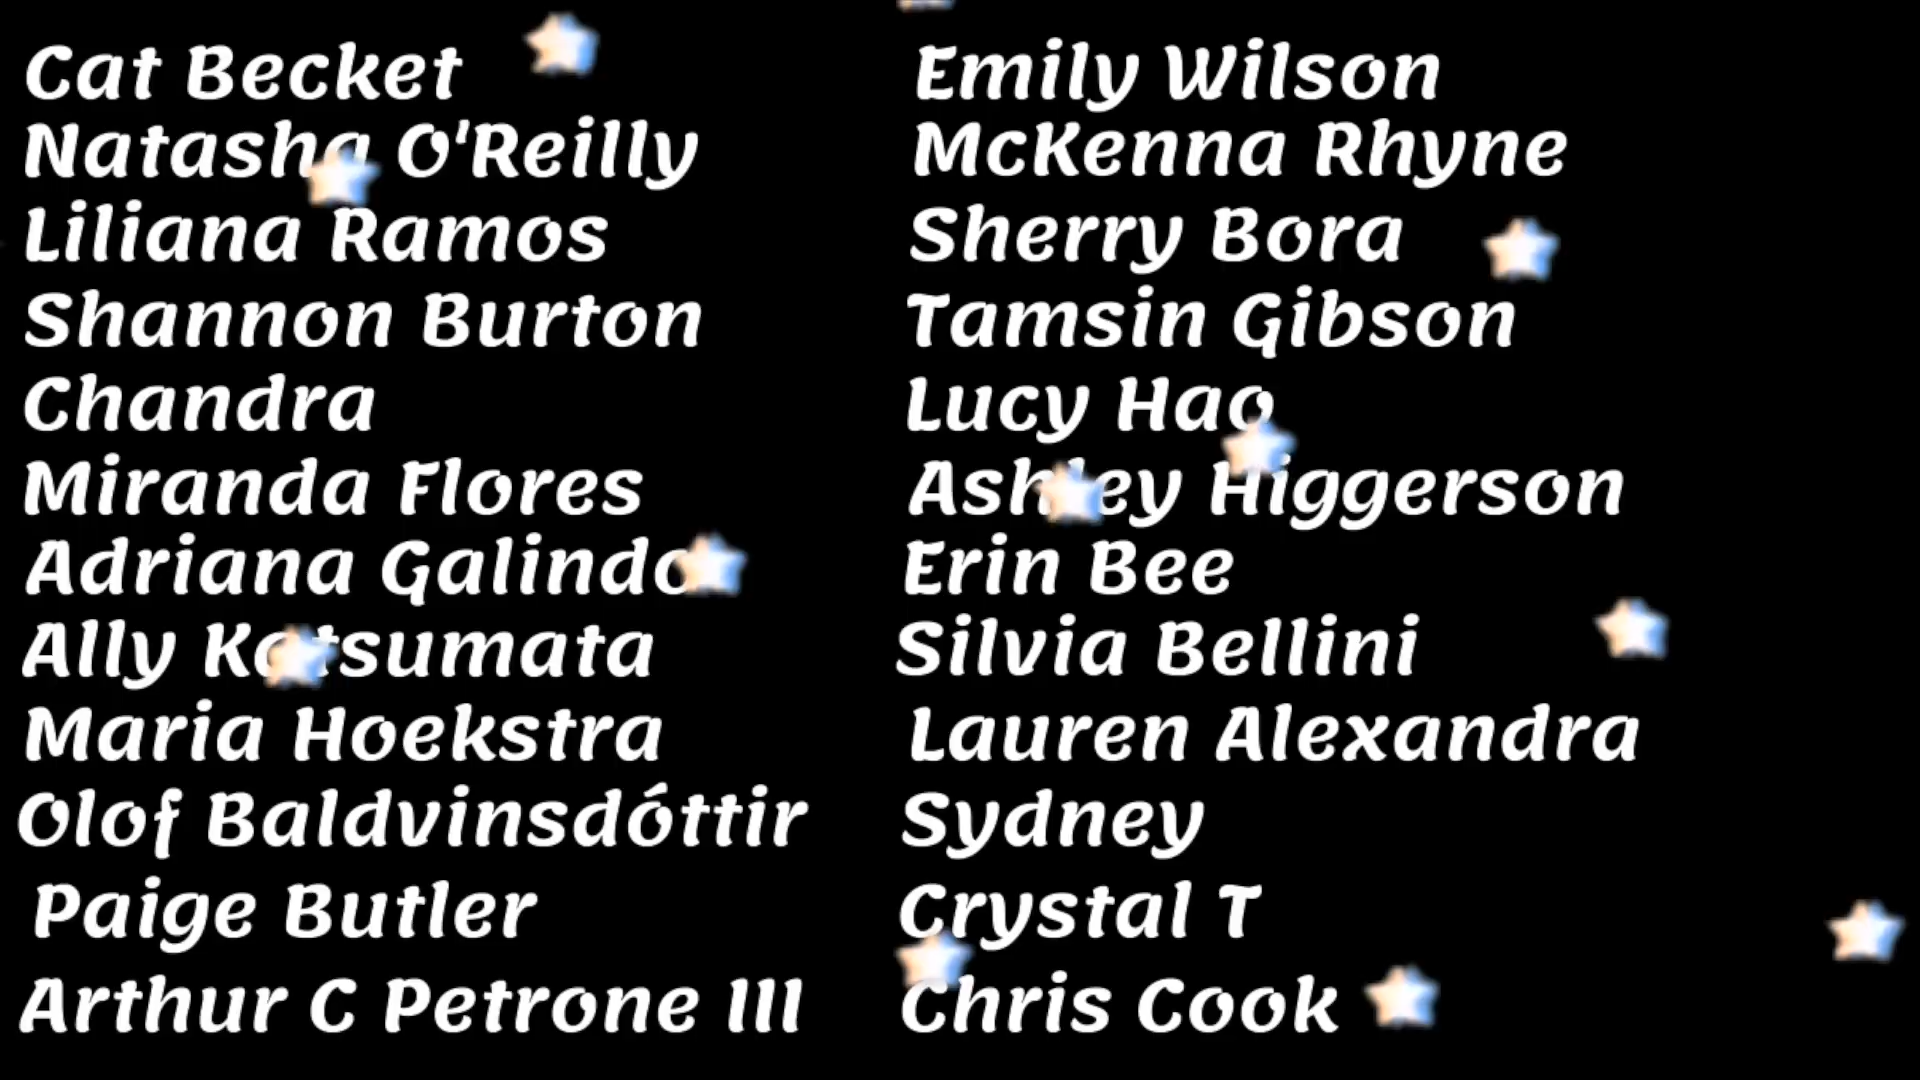 Cat Becket
Natasha O'Reilly
Liliana Ramos
Shannon Burton
Chandra
Miranda Flores
Adriana Galindo
Ally Katsumata
Maria Hoekstra
Olof Baldvinsdóttir
Paige Butler
Arthur C Petrone III
Emily Wilson
McKenna Rhyne
Sherry Bora
Tamsin Gibson
Lucy Hao
Ashley Higgerson
Erin Bee
Silvia Bellini
Lauren Alexandra
Sydney
Crystal T
Chris Cook